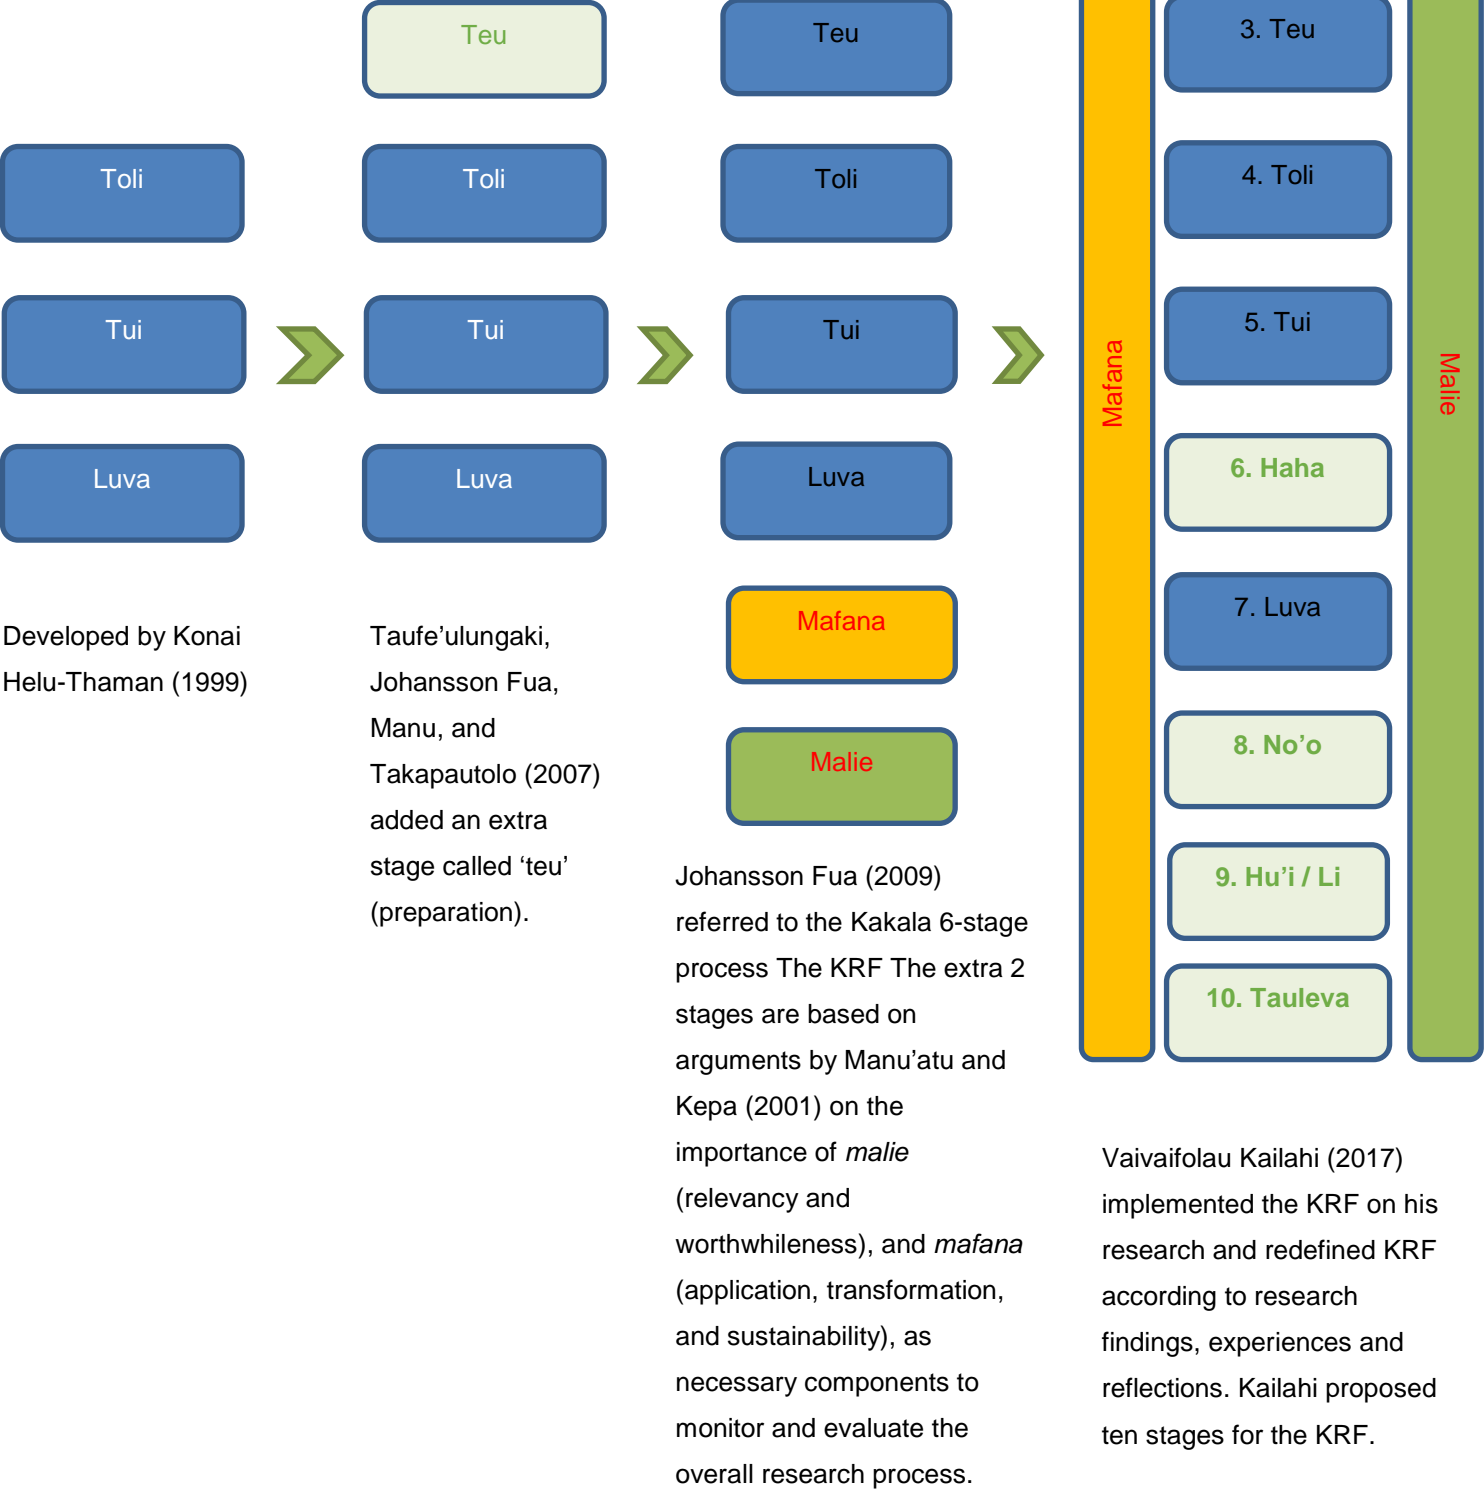 Toli
Tui
Luva
Developed by Konai
Helu-Thaman (1999)
Teu
Toli
Tui
Luva
Taufe’ulungaki,
Johansson Fua,
Manu, and
Takapautolo (2007)
added an extra
stage called ‘teu’
(preparation).
Teu
Toli
Tui
Luva
Mafana
Malie
Johansson Fua (2009)
referred to the Kakala 6-stage
process The KRF The extra 2
stages are based on
arguments by Manu’atu and
Kepa (2001) on the
importance of malie
(relevancy and
worthwhileness), and mafana
(application, transformation,
and sustainability), as
necessary components to
monitor and evaluate the
overall research process.
Mafana
3. Teu
4. Toli
5. Tui
6. Haha
7. Luva
8. No’o
9. Hu’i / Li
10. Tauleva
Malie
Vaivaifolau Kailahi (2017)
implemented the KRF on his
research and redefined KRF
according to research
findings, experiences and
reflections. Kailahi proposed
ten stages for the KRF.